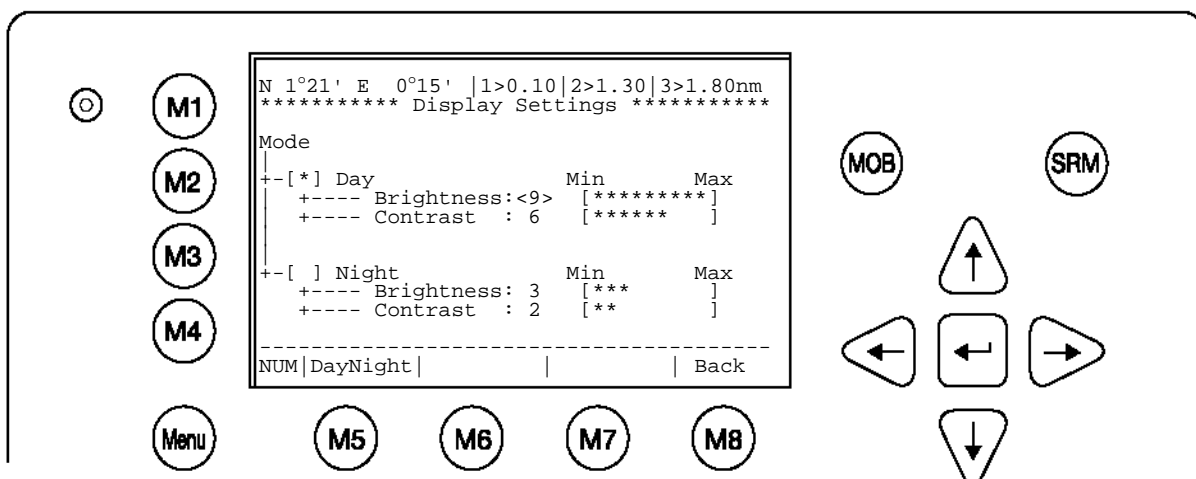 N 1°21' E 0°15' |1>0.10|2>1.30|3>1.80nm
*********** Display Settings ***********
Mode
|
+-[*] Day Min Max
| +---- Brightness:<9> [*********]
| +---- Contrast : 6 [****** ]
|
|
+-[ ] Night Min Max
+---- Brightness: 3 [*** ]
+---- Contrast : 2 [** ]
----------------------------------------
NUM|DayNight| | | Back
M1
M2
M3
M4
Menu
M5 M6 M7 M8
MOB SRM